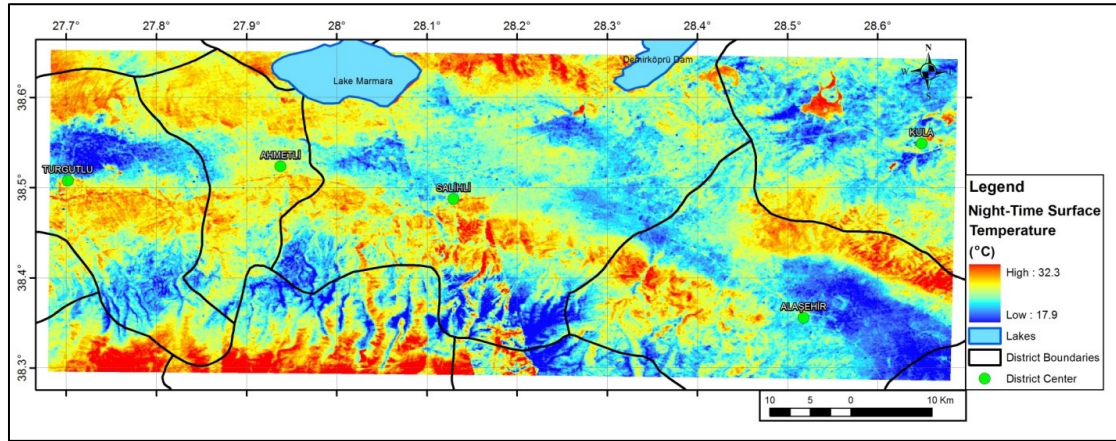 27.7 27.8 27.9 28 28.1 28.2 28.3 28.4 28.5 28.6
N
W E
S
Lake Marmara
Demirköprü Dam
38.6
38.5
38.4
38.3
KULA
AHMETLİ
TURGUTLU
SALİHLİ
ALAŞEHİR
Legend
Night-Time Surface
Temperature
(°C)
High : 32.3
Low : 17.9
Lakes
District Boundaries
District Center
10 5 0 10 Km